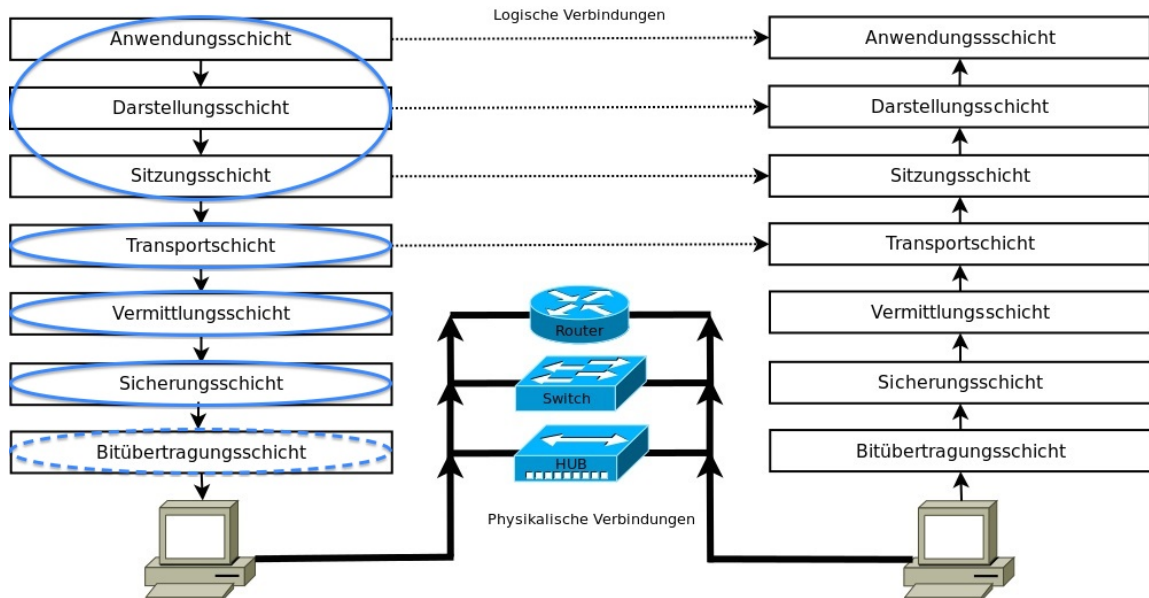 Logische Verbindungen
Anwendungsschicht
Anwendungssschicht
Darstellungsschicht
Darstellungsschicht
Sitzungsschicht
Sitzungsschicht
Transportschicht
Transportschicht
Vermittlungsschicht
Vermittlungsschicht
Router
Sicherungsschicht
Sicherungsschicht
Switch
Bitübertragungsschicht
Bitübertragungsschicht
HUB
Physikalische Verbindungen